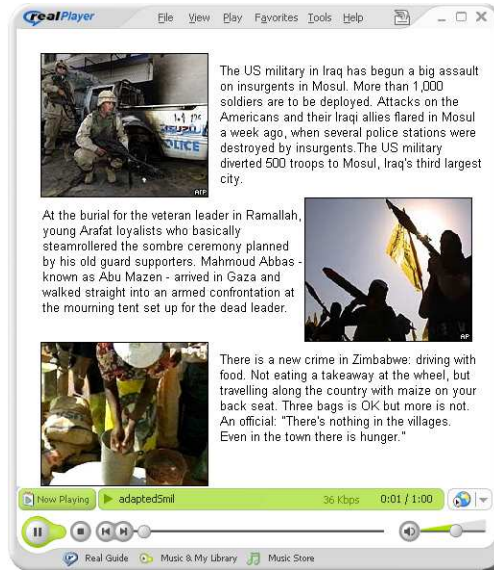 realPlayer File View Play Favorites Tools Help
The US military in Iraq has begun a big assault
on insurgents in Mosul. More than 1,000
soldiers are to be deployed. Attacks on the
Americans and their Iraqi allies flared in Mosul
a week ago, when several police stations were
destroyed by insurgents.The US military
diverted 500 troops to Mosul, Iraq's third largest
city.
ISUZU
POLICE
AFP
At the burial for the veteran leader in Ramallah,
young Arafat loyalists who basically
steamrollered the sombre ceremony planned
by his old guard supporters. Mahmoud Abbas -
known as Abu Mazen - arrived in Gaza and
walked straight into an armed confrontation at
the mourning tent set up for the dead leader.
AP
There is a new crime in Zimbabwe: driving with
food. Not eating a takeaway at the wheel, but
travelling along the country with maize on your
back seat. Three bags is OK but more is not.
An official: "There's nothing in the villages.
Even in the town there is hunger."
Now Playing adapted5mil 36 Kbps 0:01 / 1:00
Real Guide Music & My Library Music Store